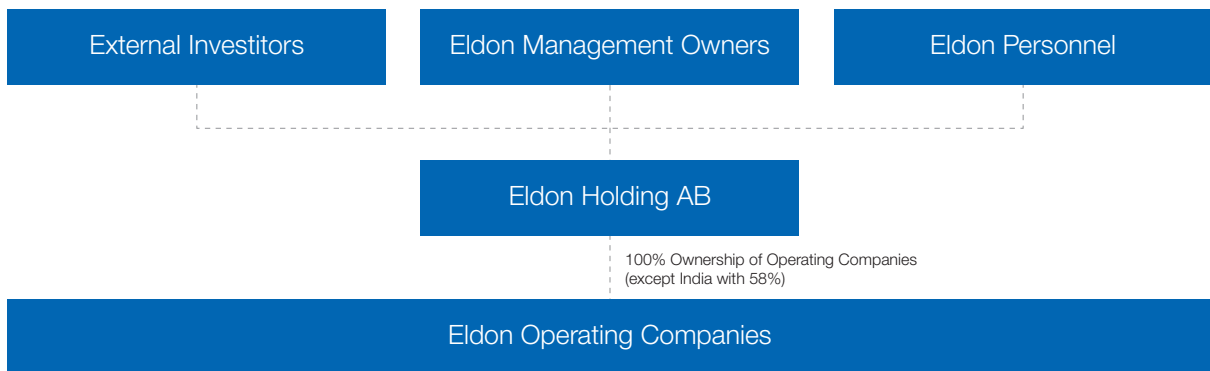 External Investitors
Eldon Management Owners
Eldon Personnel
Eldon Holding AB
100% Ownership of Operating Companies
(except India with 58%)
Eldon Operating Companies